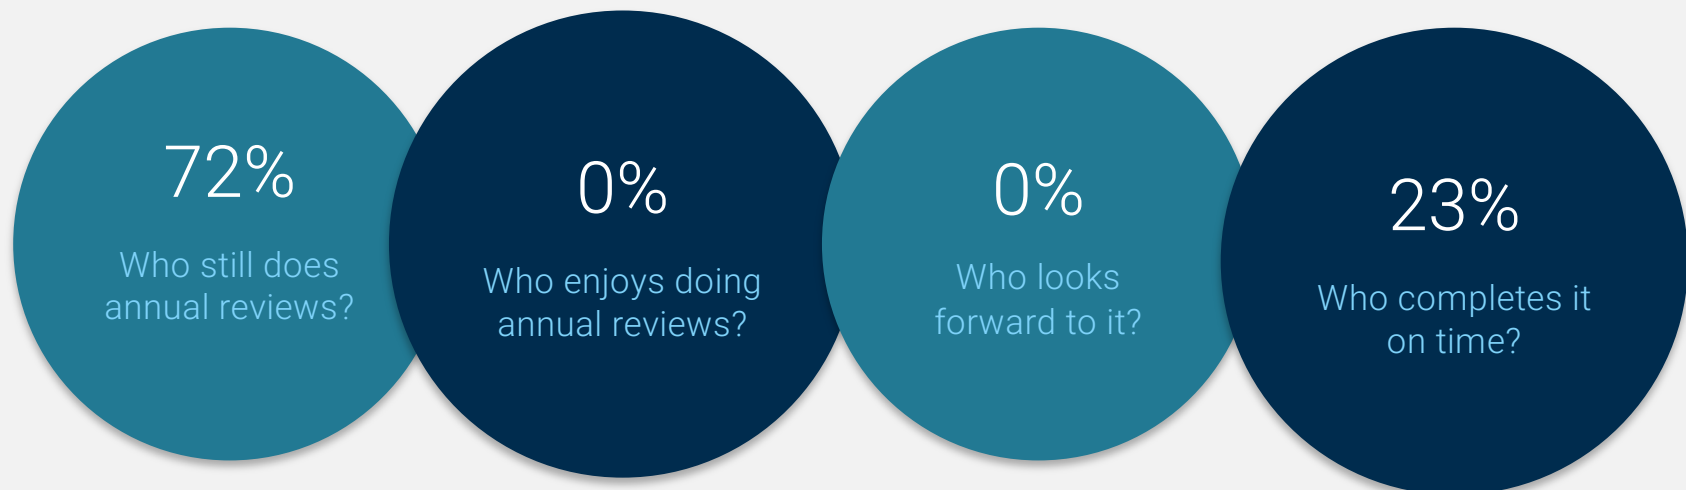 72%
Who still does
annual reviews?
0%
Who enjoys doing
annual reviews?
0%
Who looks
forward to it?
23%
Who completes it
on time?